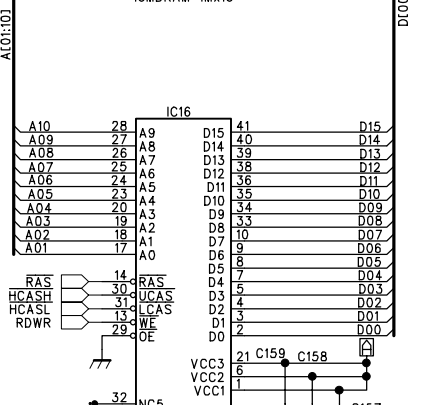 A[01:10]
IC16
A10 28 A9 D15 41 D15
A09 27 A8 D14 40 D14
A08 26 A7 D13 39 D13
A07 25 A6 D12 38 D12
A06 24 A5 D11 36 D11
A05 23 A4 D10 35 D10
A04 20 A3 D9 34 D09
A03 19 A2 D8 33 D08
A02 18 A1 D7 10 D07
A01 17 A0 D6 9 D06
D5 8 D05
RAS 14 RAS D4 7 D04
HCASH 30 UCAS D3 5 D03
HCASL 31 LCAS D2 4 D02
RDWR 13 WE D1 3 D01
29 OE D0 2 D00
A
VCC3 21 C159 C158
VCC2 6
VCC1 1
32 NC5